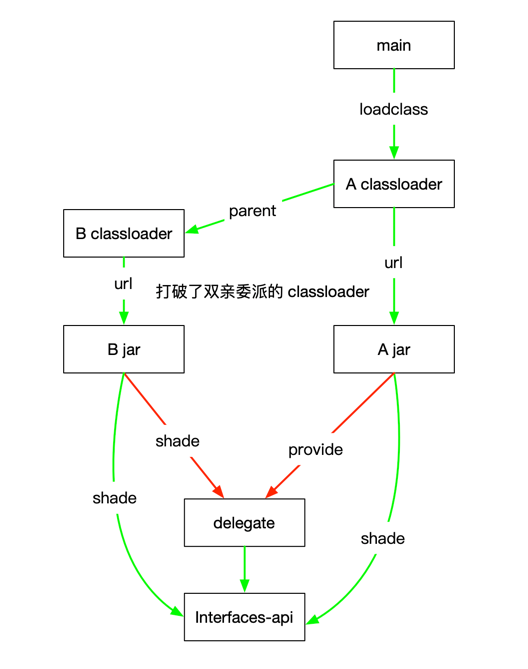 main
loadclass
A classloader
parent
B classloader
url
url
打破了双亲委派的 classloader
B jar
A jar
shade
provide
shade
shade
delegate
Interfaces-api